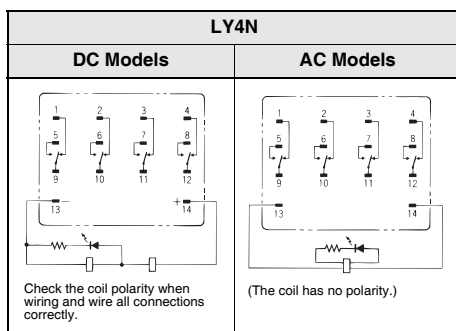 LY4N
DC Models
AC Models
1 2 3 4
5 6 7 8
9 10 11 12
13 − + 14
Check the coil polarity when
wiring and wire all connections
correctly.
1 2 3 4
5 6 7 8
9 10 11 12
13 14
(The coil has no polarity.)